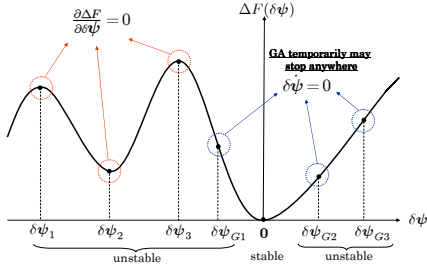 ∂ΔF/∂δψ = 0
ΔF(δψ)
GA temporarily may
stop anywhere
δψ̇ = 0
δψ
δψ₁ δψ₂ δψ₃ δψ_G1 0 δψ_G2 δψ_G3
unstable stable unstable